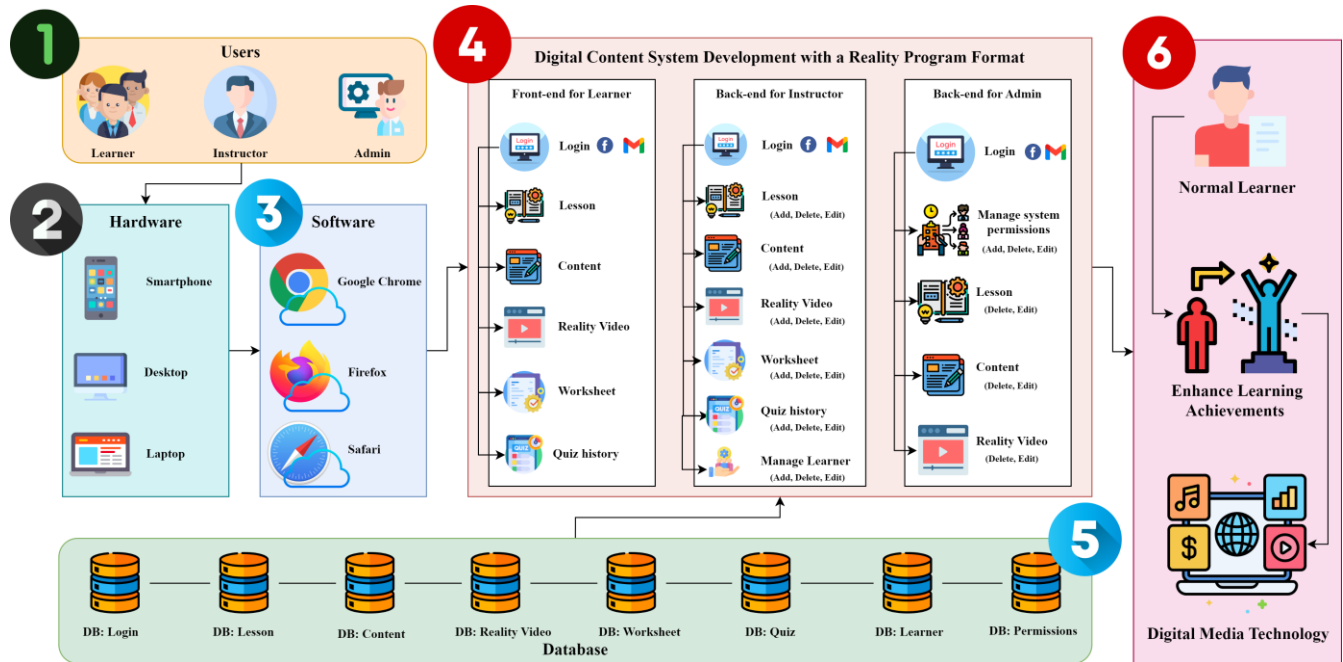 1
Users
Learner
Instructor
Admin
2
Hardware
Smartphone
Desktop
Laptop
3
Software
Google Chrome
Firefox
Safari
4
Digital Content System Development with a Reality Program Format
Front-end for Learner
Login
Login
f
Lesson
Content
Reality Video
Worksheet
QUIZ
Quiz history
Back-end for Instructor
Login
Login
f
Lesson
(Add, Delete, Edit)
Content
(Add, Delete, Edit)
Reality Video
(Add, Delete, Edit)
Worksheet
(Add, Delete, Edit)
QUIZ
Quiz history
(Add, Delete, Edit)
Manage Learner
(Add, Delete, Edit)
Back-end for Admin
Login
Login
f
Manage system
permissions
(Add, Delete, Edit)
Lesson
(Delete, Edit)
Content
(Delete, Edit)
Reality Video
(Delete, Edit)
5
DB: Login
DB: Lesson
DB: Content
DB: Reality Video
DB: Worksheet
DB: Quiz
DB: Learner
DB: Permissions
Database
6
Normal Learner
Enhance Learning
Achievements
$
Digital Media Technology